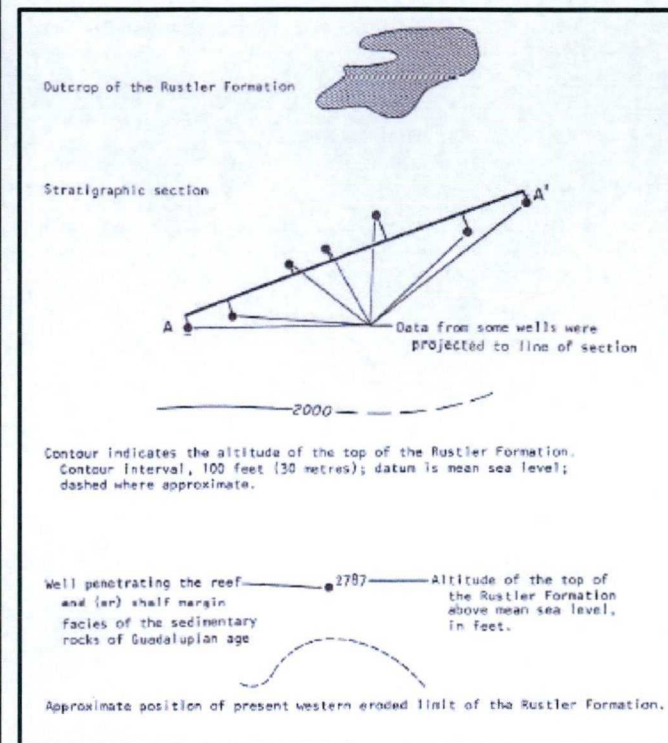 Outcrop of the Rustler Formation
Stratigraphic section
A'
A
Data from some wells were
projected to line of section
2000
Contour indicates the altitude of the top of the Rustler Formation.
Contour interval, 100 feet (30 metres); datum is mean sea level;
dashed where approximate.
Well penetrating the reef
and (or) shelf margin
facies of the sedimentary
rocks of Guadalupian age
2787
Altitude of the top of
the Rustler Formation
above mean sea level,
in feet.
Approximate position of present western eroded limit of the Rustler Formation.